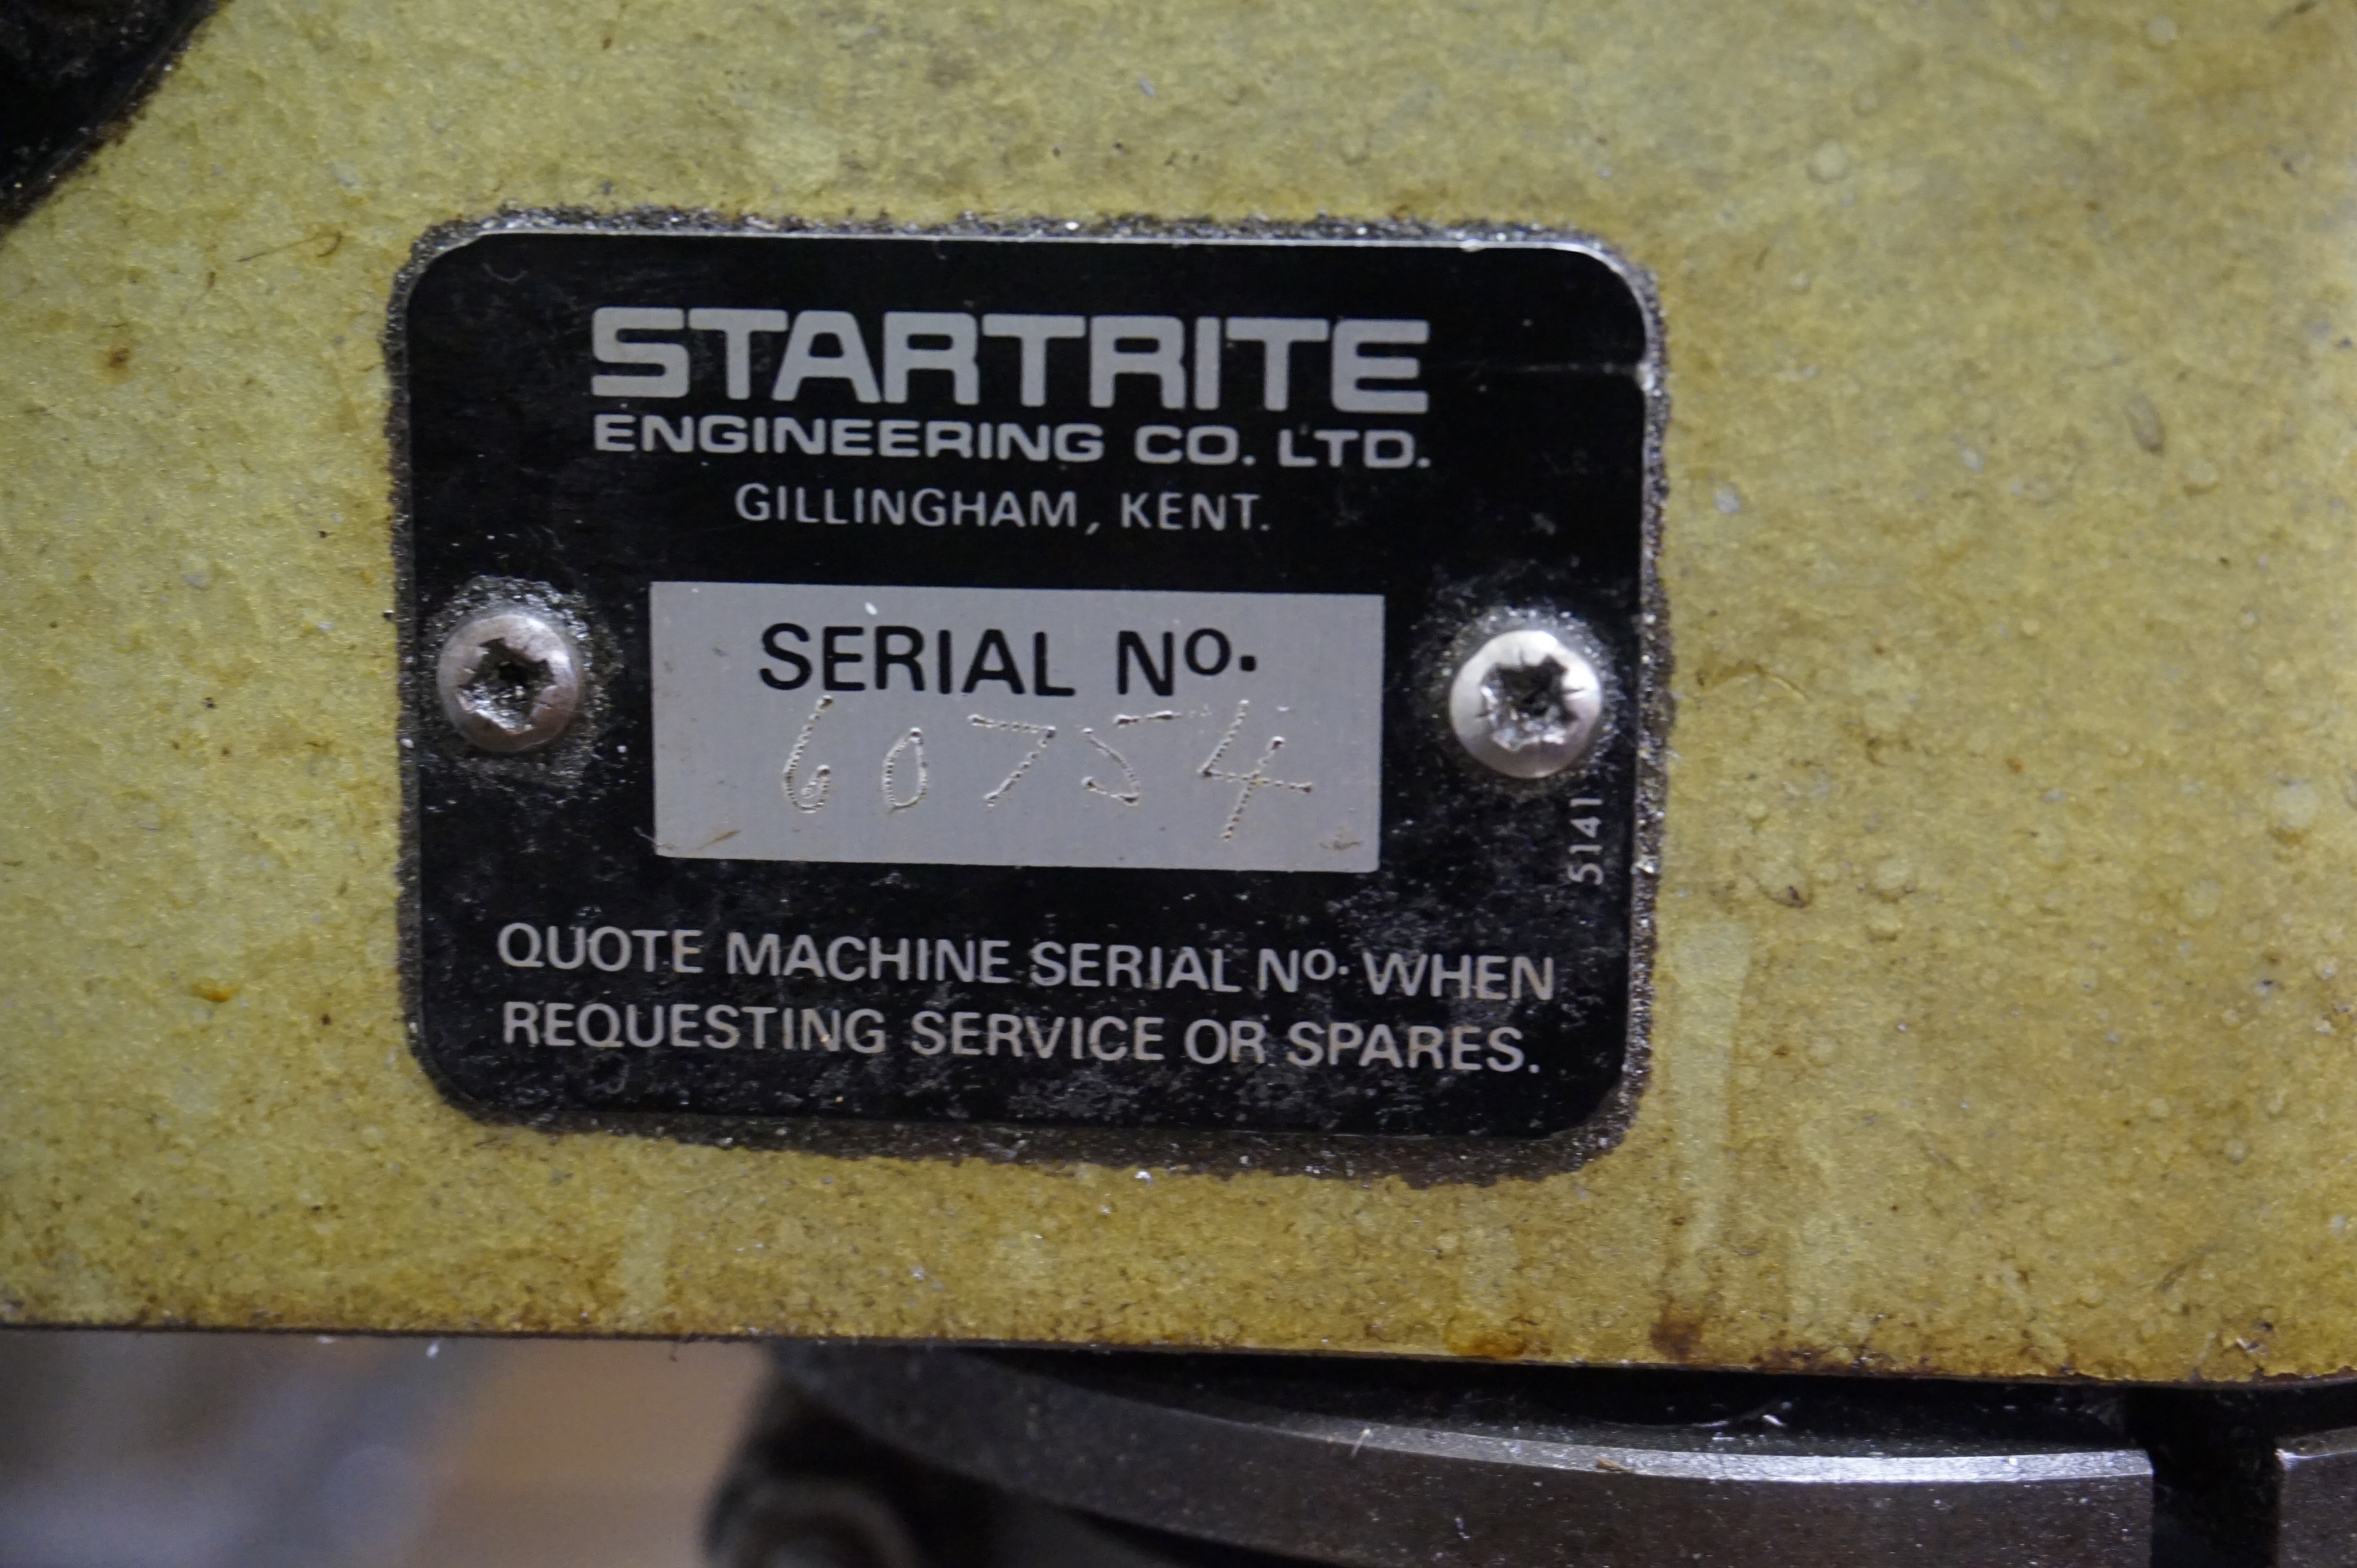 STARTRITE
ENGINEERING CO. LTD.
GILLINGHAM, KENT.
SERIAL Nº.
60754
5141
QUOTE MACHINE SERIAL Nº. WHEN
REQUESTING SERVICE OR SPARES.